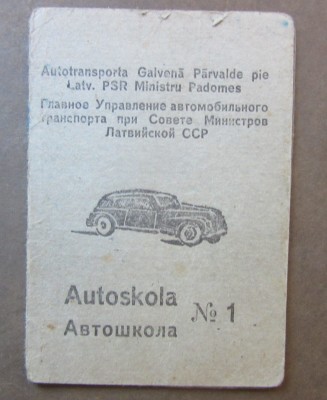 Autotransporta Galvenā Pārvalde pie
Latv. PSR Ministru Padomes
Главное Управление автомобильного
транспорта при Совете Министров
Латвийской ССР
Autoskola
Автошкола
№ 1